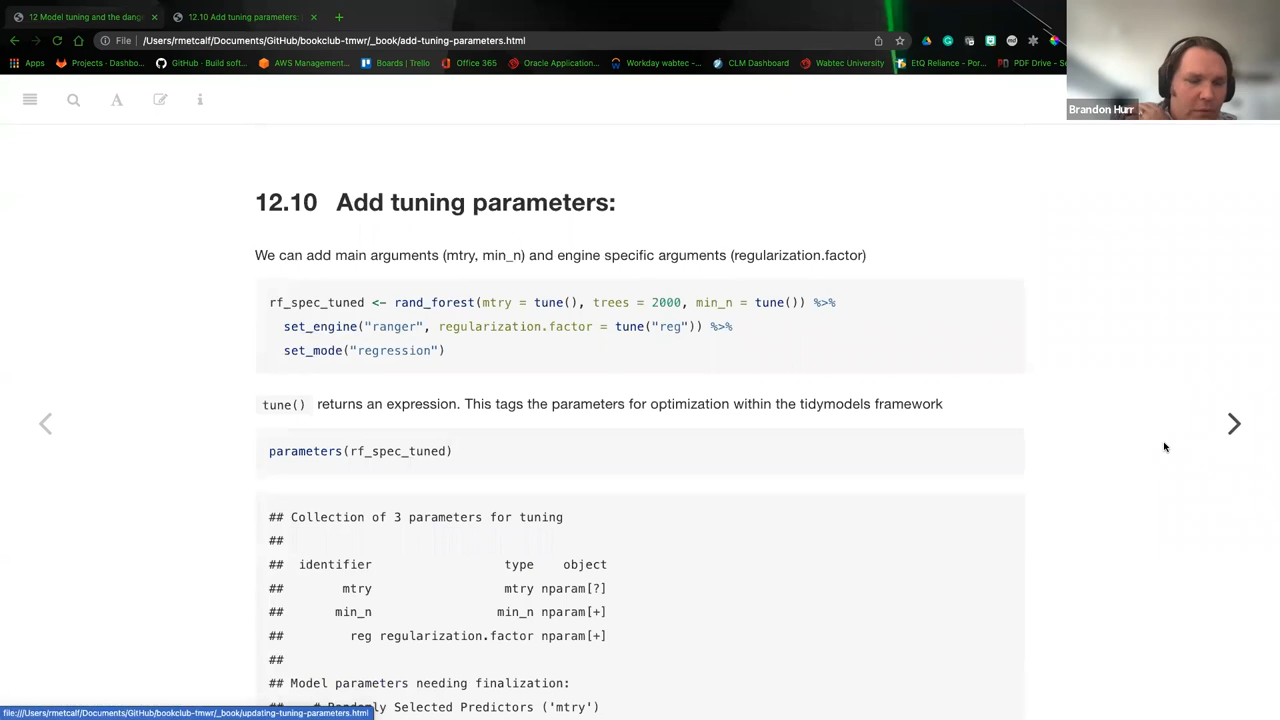 12 Model tuning and the dang
12.10 Add tuning parameters:
File /Users/rmetcalf/Documents/GitHub/bookclub-tmwr/_book/add-tuning-parameters.html
Apps Projects - Dashbo... GitHub · Build soft... AWS Management... Boards | Trello Office 365 Oracle Application... Workday wabtec –... CLM Dashboard Wabtec University EtQ Reliance - Por... PDF Drive - Se
Brandon Hurr
12.10 Add tuning parameters:
We can add main arguments (mtry, min_n) and engine specific arguments (regularization.factor)
rf_spec_tuned <- rand_forest(mtry = tune(), trees = 2000, min_n = tune()) %>%
set_engine("ranger", regularization.factor = tune("reg")) %>%
set_mode("regression")
tune() returns an expression. This tags the parameters for optimization within the tidymodels framework
parameters(rf_spec_tuned)
## Collection of 3 parameters for tuning
##
## identifier type object
## mtry mtry nparam[?]
## min_n min_n nparam[+]
## reg regularization.factor nparam[+]
##
## Model parameters needing finalization:
## # Randomly Selected Predictors ('mtry')
file:///Users/rmetcalf/Documents/GitHub/bookclub-tmwr/_book/updating-tuning-parameters.html